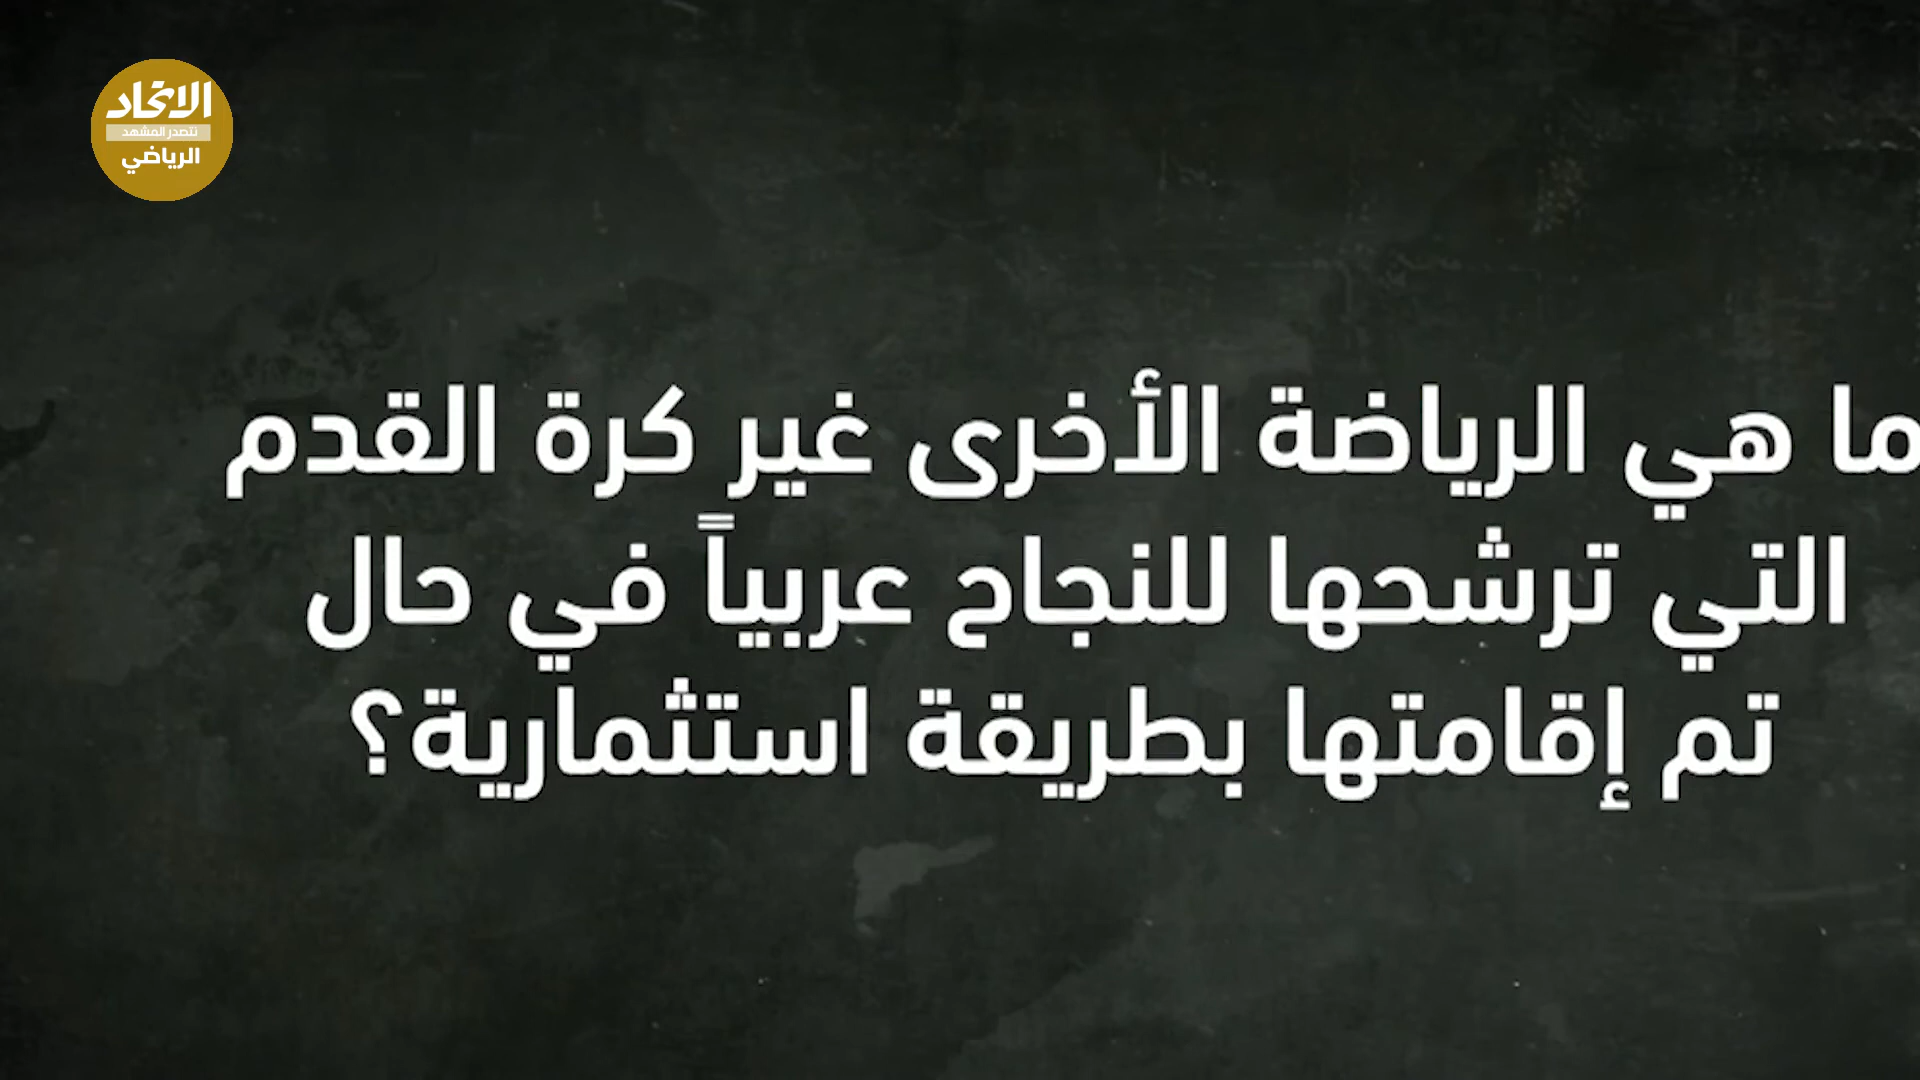 الاتحاد
نتصدر المشهد
الرياضي
ما هي الرياضة الأخرى غير كرة القدم
التي ترشحها للنجاح عربياً في حال
تم إقامتها بطريقة استثمارية؟